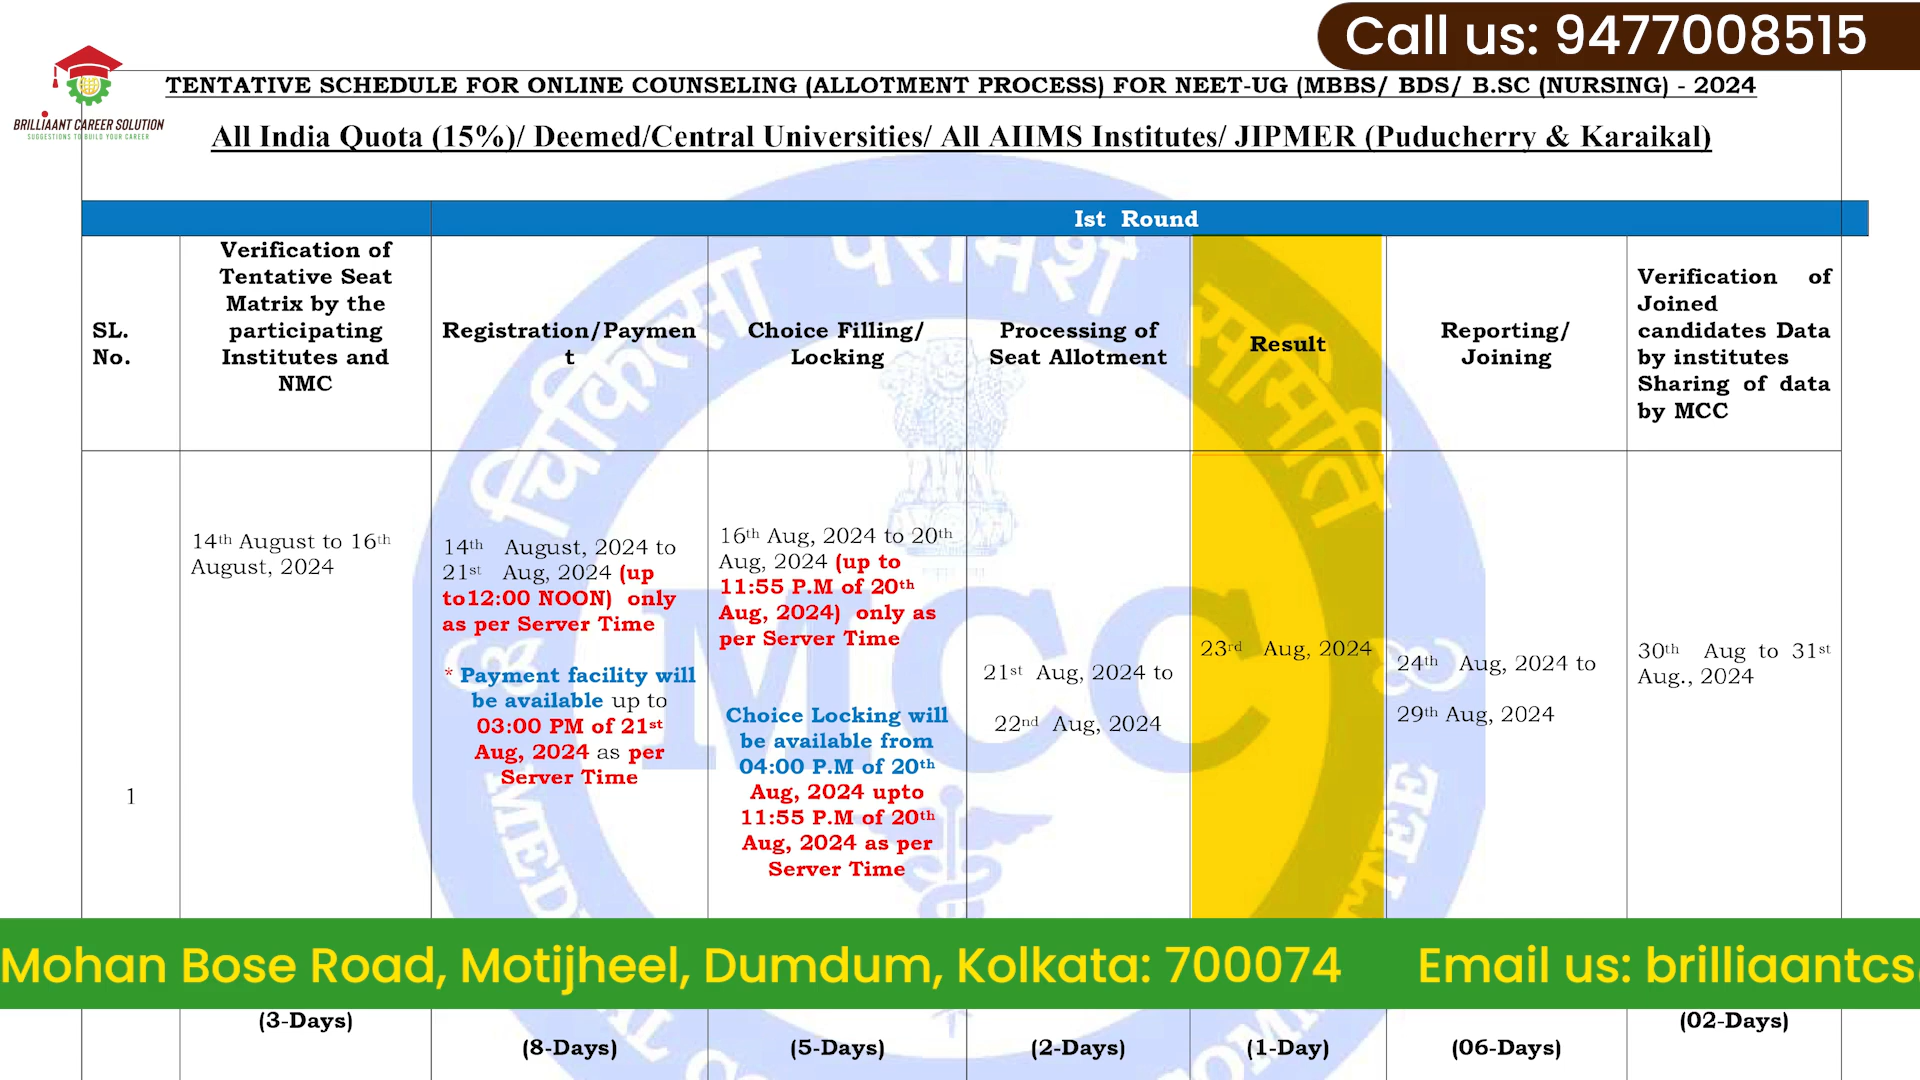 Call us: 9477008515
BRILLIAANT CAREER SOLUTION
SUGGESTIONS TO BUILD YOUR CAREER
TENTATIVE SCHEDULE FOR ONLINE COUNSELING (ALLOTMENT PROCESS) FOR NEET-UG (MBBS/ BDS/ B.SC (NURSING) - 2024
All India Quota (15%)/ Deemed/Central Universities/ All AIIMS Institutes/ JIPMER (Puducherry & Karaikal)
Ist Round
SL.
No.
Verification of
Tentative Seat
Matrix by the
participating
Institutes and
NMC
Registration/Paymen
t
Choice Filling/
Locking
Processing of
Seat Allotment
Result
Reporting/
Joining
Verification of
Joined
candidates Data
by institutes
Sharing of data
by MCC
1
14th August to 16th
August, 2024
14th August, 2024 to
21st Aug, 2024 (up
to12:00 NOON) only
as per Server Time
* Payment facility will
be available up to
03:00 PM of 21st
Aug, 2024 as per
Server Time
16th Aug, 2024 to 20th
Aug, 2024 (up to
11:55 P.M of 20th
Aug, 2024) only as
per Server Time
Choice Locking will
be available from
04:00 P.M of 20th
Aug, 2024 upto
11:55 P.M of 20th
Aug, 2024 as per
Server Time
21st Aug, 2024 to
22nd Aug, 2024
23rd Aug, 2024
24th Aug, 2024 to
29th Aug, 2024
30th Aug to 31st
Aug., 2024
चिकित्सा परामर्श समिति
MCC
Mohan Bose Road, Motijheel, Dumdum, Kolkata: 700074 Email us: brilliaantcs
(3-Days)
(8-Days)
(5-Days)
(2-Days)
(1-Day)
(06-Days)
(02-Days)